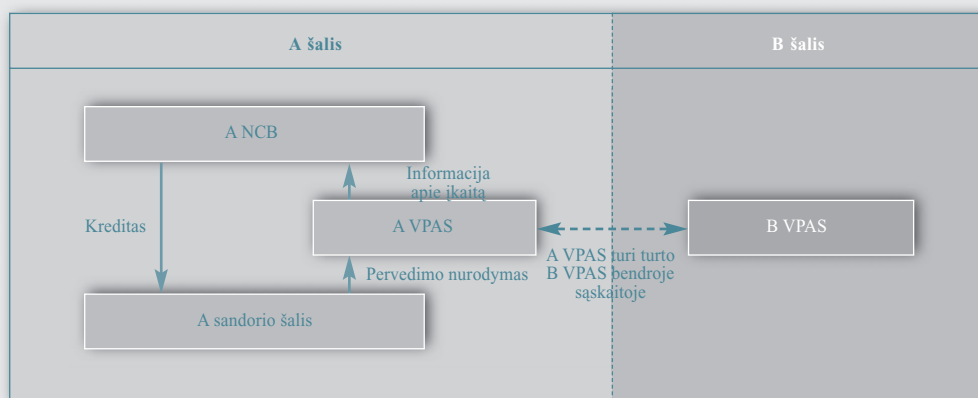 A šalis
B šalis
A NCB
Informacija
apie įkaitą
Kreditas
A VPAS
B VPAS
A VPAS turi turto
B VPAS bendroje
sąskaitoje
Pervedimo nurodymas
A sandorio šalis